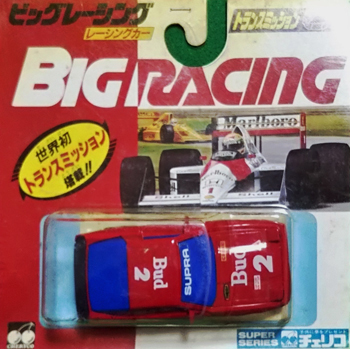 ビッグレーシング
レーシングカー
トランスミッション
BIG RACING
世界初
トランスミッション
搭載!!
Marlboro
Shell
Bud
2
SUPRA
Bud
2
SUPER
SERIES
チェリコ
CHERICO